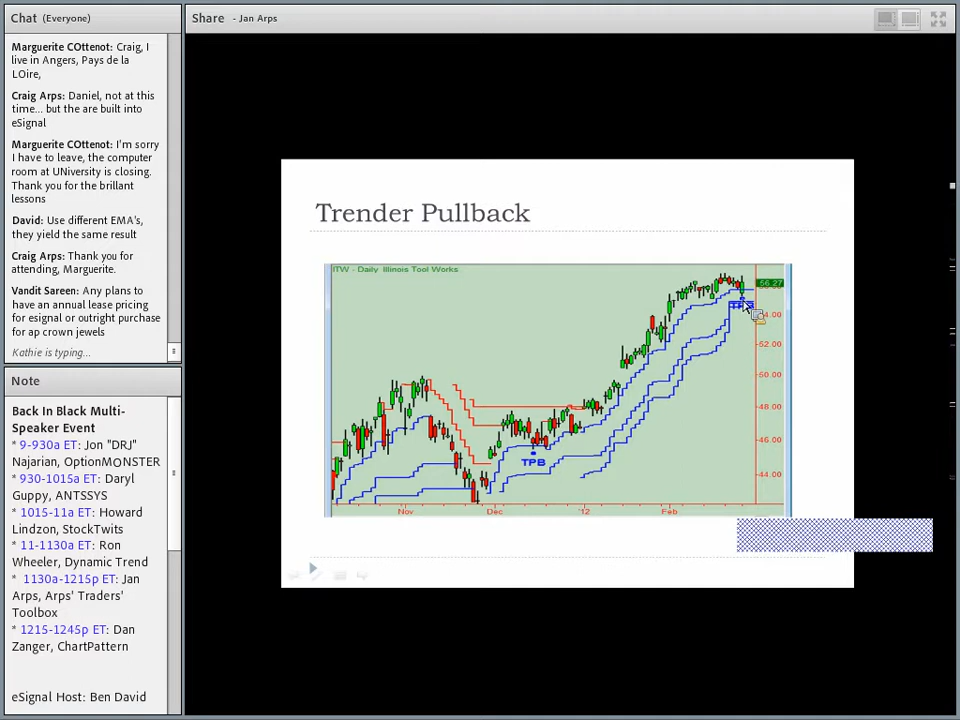 Chat (Everyone)
Marguerite COttenot: Craig, I
live in Angers, Pays de la
LOire,
Craig Arps: Daniel, not at this
time... but the are built into
eSignal
Marguerite COttenot: I'm sorry
I have to leave, the computer
room at UNiversity is closing.
Thank you for the brillant
lessons
David: Use different EMA's,
they yield the same result
Craig Arps: Thank you for
attending, Marguerite.
Vandit Sareen: Any plans to
have an annual lease pricing
for esignal or outright purchase
for ap crown jewels
Kathie is typing...
Note
Back In Black Multi-
Speaker Event
* 9-930a ET: Jon "DRJ"
Najarian, OptionMONSTER
* 930-1015a ET: Daryl
Guppy, ANTSSYS
* 1015-11a ET: Howard
Lindzon, StockTwits
* 11-1130a ET: Ron
Wheeler, Dynamic Trend
* 1130a-1215p ET: Jan
Arps, Arps' Traders'
Toolbox
* 1215-1245p ET: Dan
Zanger, ChartPattern
eSignal Host: Ben David
Share - Jan Arps
Trender Pullback
ITW - Daily Illinois Tool Works
56.27
54.00
52.00
50.00
48.00
46.00
44.00
TPB
Nov Dec '12 Feb